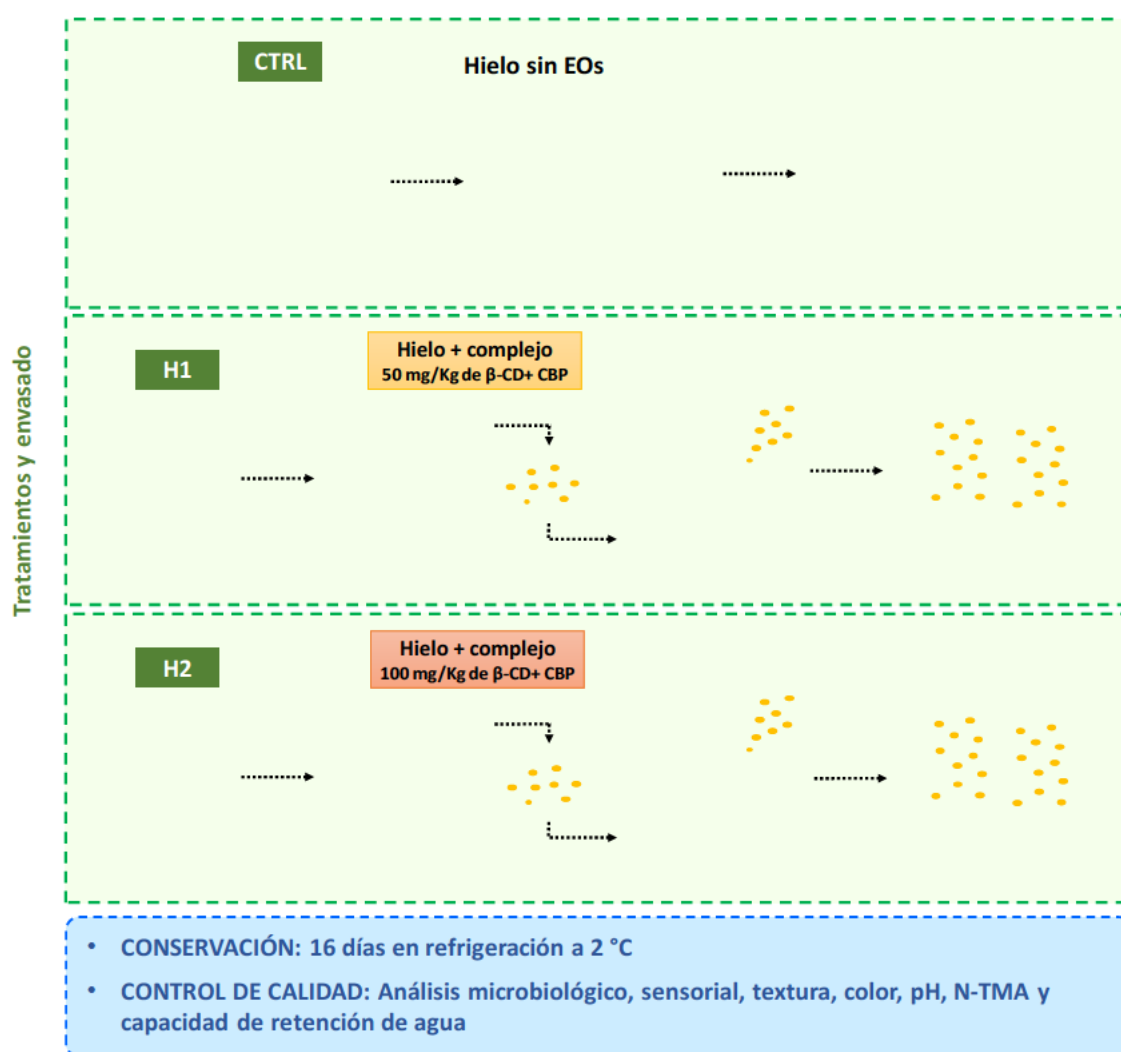 Tratamientos y envasado
CTRL
Hielo sin EOs
H1
Hielo + complejo
50 mg/Kg de β-CD+ CBP
H2
Hielo + complejo
100 mg/Kg de β-CD+ CBP
• CONSERVACIÓN: 16 días en refrigeración a 2 °C
• CONTROL DE CALIDAD: Análisis microbiológico, sensorial, textura, color, pH, N-TMA y
capacidad de retención de agua